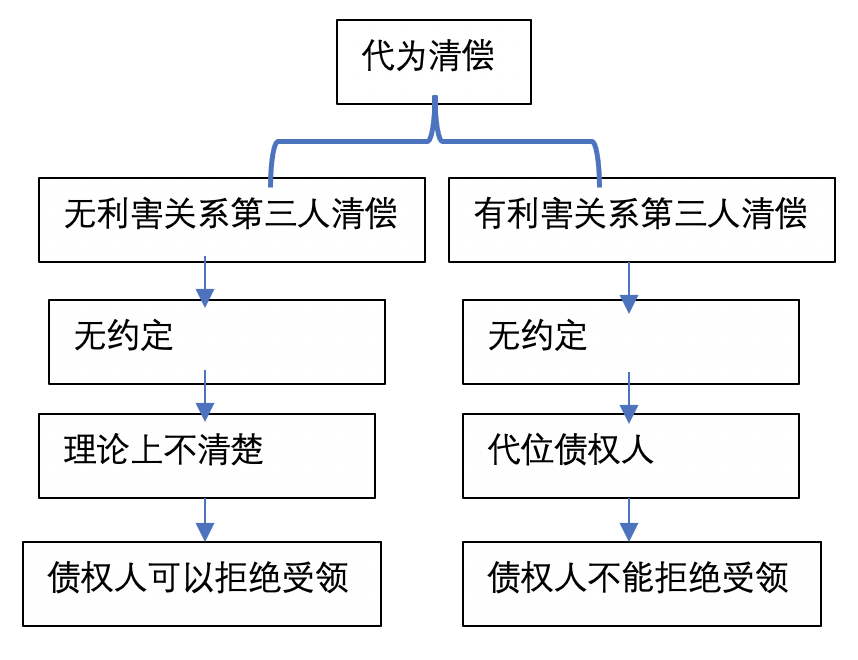 代为清偿
无利害关系第三人清偿
有利害关系第三人清偿
无约定
无约定
理论上不清楚
代位债权人
债权人可以拒绝受领
债权人不能拒绝受领